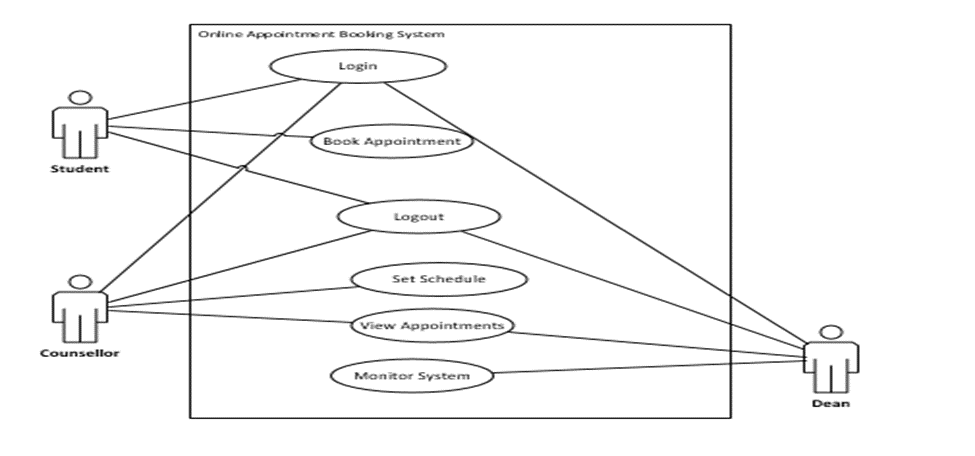 Online Appointment Booking System
Login
Book Appointment
Student
Logout
Set Schedule
View Appointments
Counsellor
Monitor System
Dean